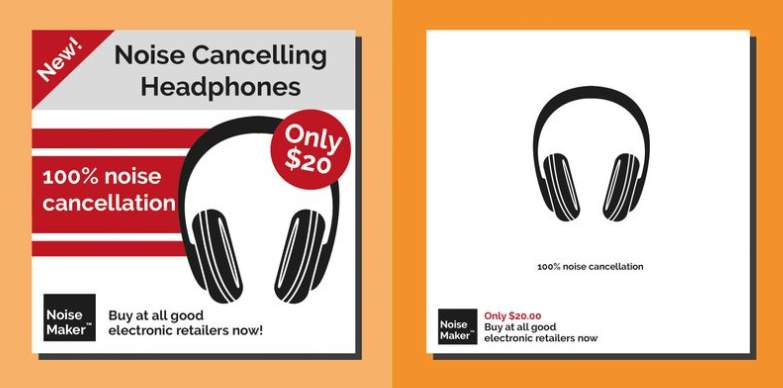 New!
Noise Cancelling
Headphones
Only
$20
100% noise
cancellation
Noise
Maker™
Buy at all good
electronic retailers now!
100% noise cancellation
Noise
Maker™
Only $20.00
Buy at all good
electronic retailers now